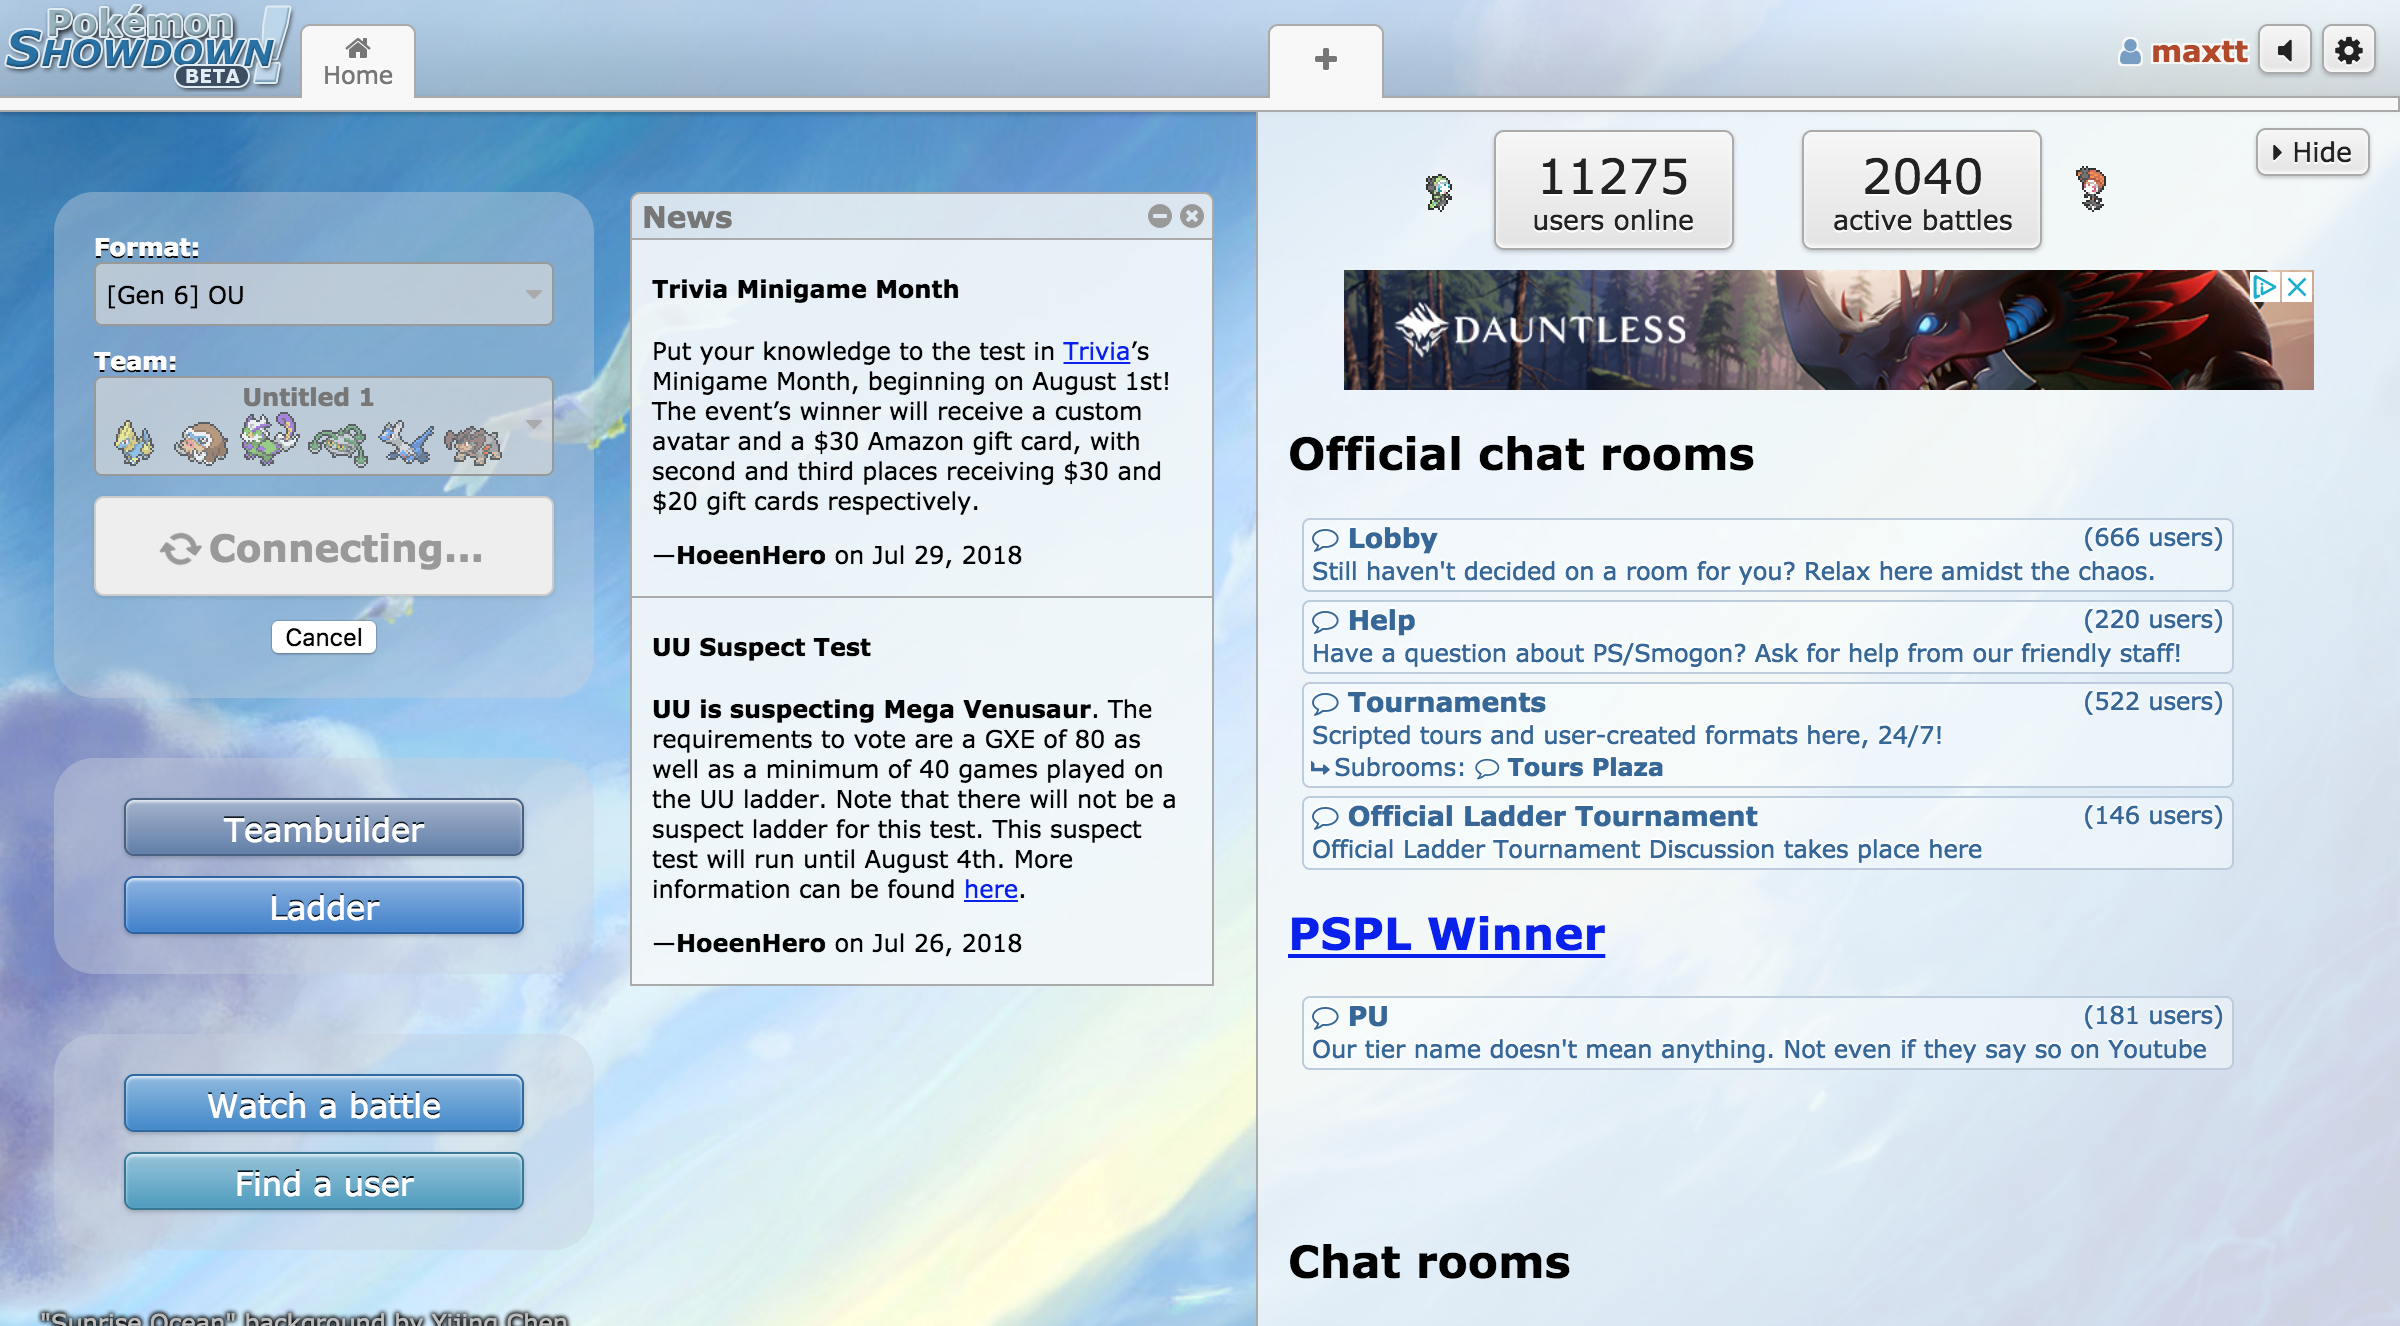 Pokémon
SHOWDOWN!
BETA
Home
maxtt
Format:
[Gen 6] OU
Team:
Untitled 1
Connecting...
Cancel
Teambuilder
Ladder
Watch a battle
Find a user
"Sunrise Ocean" background by Yijing Chen
News
Trivia Minigame Month
Put your knowledge to the test in Trivia’s
Minigame Month, beginning on August 1st!
The event’s winner will receive a custom
avatar and a $30 Amazon gift card, with
second and third places receiving $30 and
$20 gift cards respectively.
—HoeenHero on Jul 29, 2018
UU Suspect Test
UU is suspecting Mega Venusaur. The
requirements to vote are a GXE of 80 as
well as a minimum of 40 games played on
the UU ladder. Note that there will not be a
suspect ladder for this test. This suspect
test will run until August 4th. More
information can be found here.
—HoeenHero on Jul 26, 2018
11275
users online
2040
active battles
Hide
DAUNTLESS
Official chat rooms
Lobby (666 users)
Still haven't decided on a room for you? Relax here amidst the chaos.
Help (220 users)
Have a question about PS/Smogon? Ask for help from our friendly staff!
Tournaments (522 users)
Scripted tours and user-created formats here, 24/7!
Subrooms: Tours Plaza
Official Ladder Tournament (146 users)
Official Ladder Tournament Discussion takes place here
PSPL Winner
PU (181 users)
Our tier name doesn't mean anything. Not even if they say so on Youtube
Chat rooms